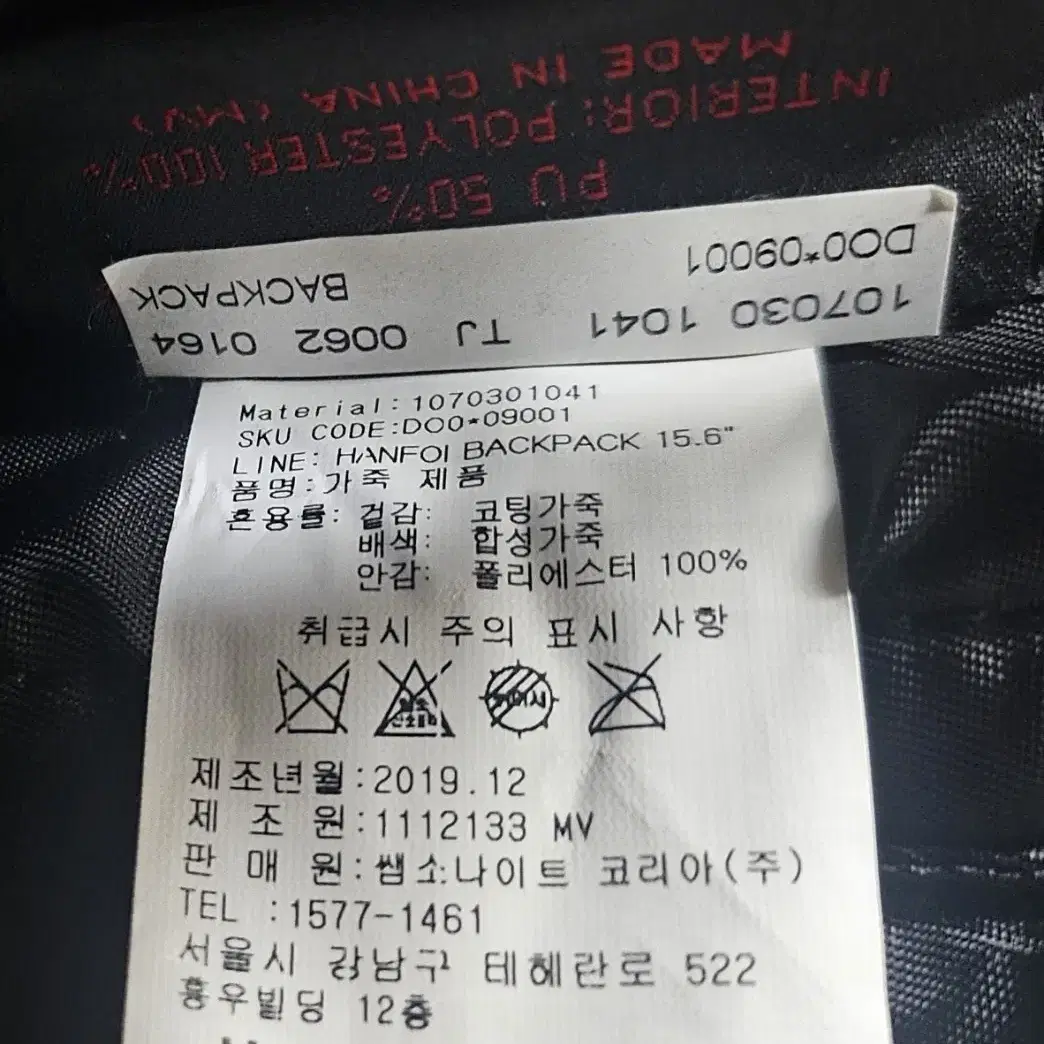 107030 1041 TJ 0062 0164
DOO*09001 BACKPACK
PU 50%
INTERIOR: POLYESTER 100%
MADE IN CHINA (MV)
Material:1070301041
SKU CODE:DOO*09001
LINE: HANFOI BACKPACK 15.6"
품명:가죽 제품
혼용률: 겉감: 코팅가죽
배색: 합성가죽
안감: 폴리에스터 100%
취급시 주의 표시 사항
제조년월:2019.12
제 조 원:1112133 MV
판 매 원:쌤소나이트 코리아(주)
TEL :1577-1461
서울시 강남구 테헤란로 522
홍우빌딩 12층